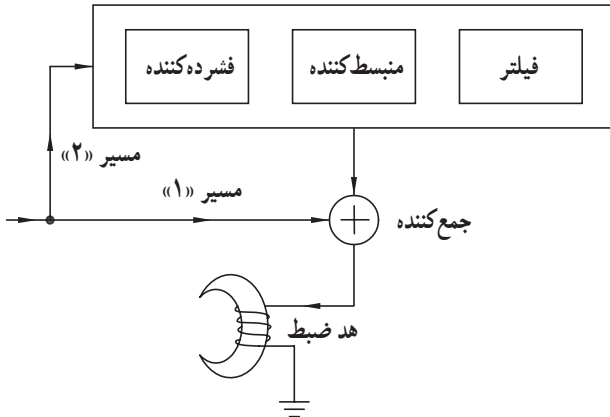 فیلتر
منبسط‌کننده
فشرده‌کننده
مسیر «۲»
مسیر «۱»
جمع‌کننده
هد ضبط